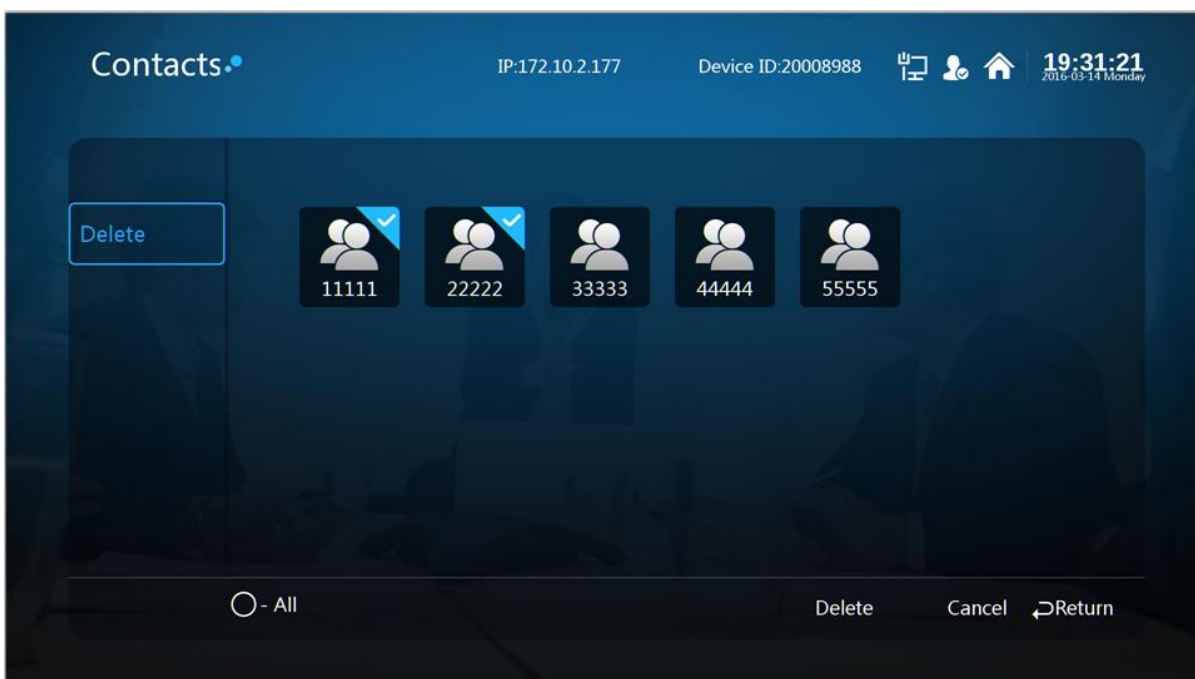 Contacts
IP:172.10.2.177
Device ID:20008988
19:31:21
2016-03-14 Monday
Delete
11111
22222
33333
44444
55555
- All
Delete
Cancel
Return